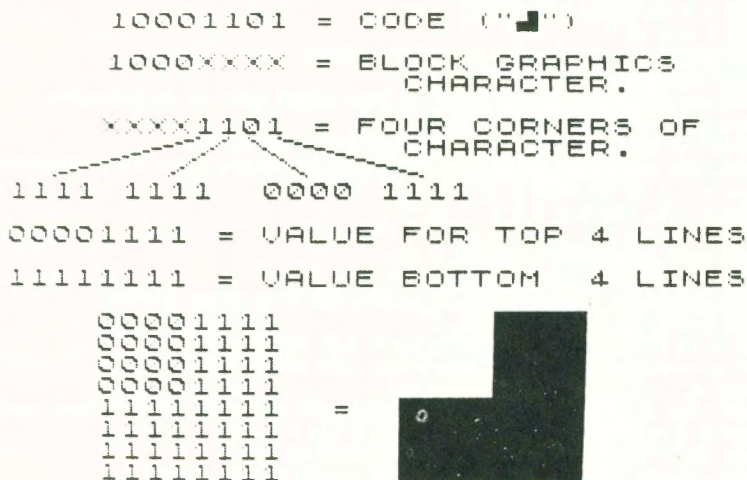 10001101 = CODE ("▟")
1000XXXX = BLOCK GRAPHICS
CHARACTER.
XXXX1101 = FOUR CORNERS OF
CHARACTER.
1111 1111 0000 1111
00001111 = VALUE FOR TOP 4 LINES
11111111 = VALUE BOTTOM 4 LINES
00001111
00001111
00001111
00001111
11111111 =
11111111
11111111
11111111